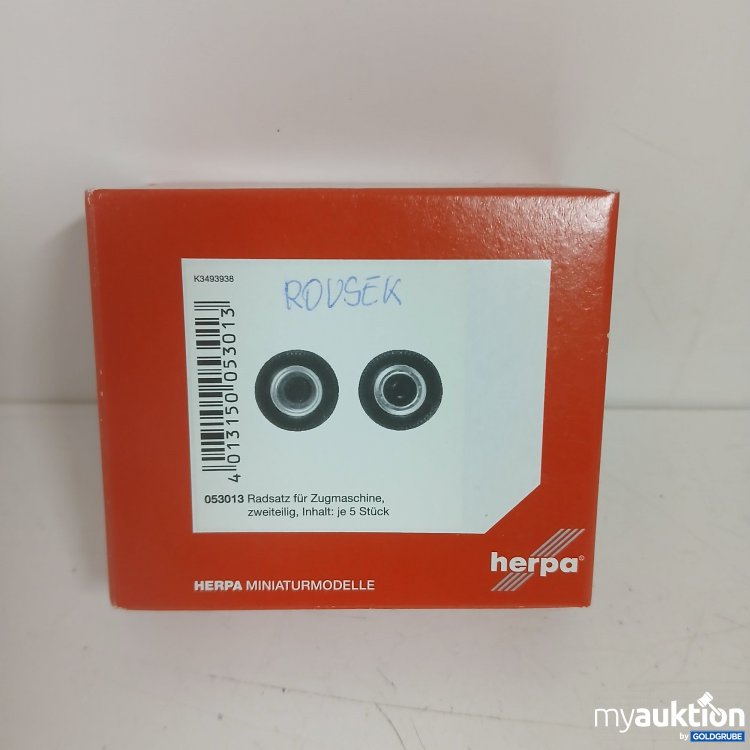 K3493938
ROVSEK
4 013150 053013
053013 Radsatz für Zugmaschine,
zweiteilig, Inhalt: je 5 Stück
herpa®
HERPA MINIATURMODELLE
myauktion
by GOLDGRUBE